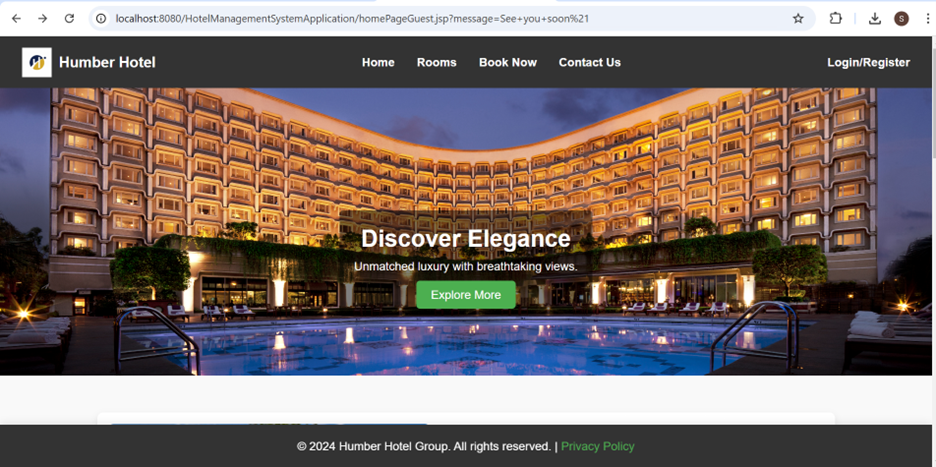 localhost:8080/HotelManagementSystemApplication/homePageGuest.jsp?message=See+you+soon%21
S
Humber Hotel
Home Rooms Book Now Contact Us
Login/Register
Discover Elegance
Unmatched luxury with breathtaking views.
Explore More
© 2024 Humber Hotel Group. All rights reserved. | Privacy Policy